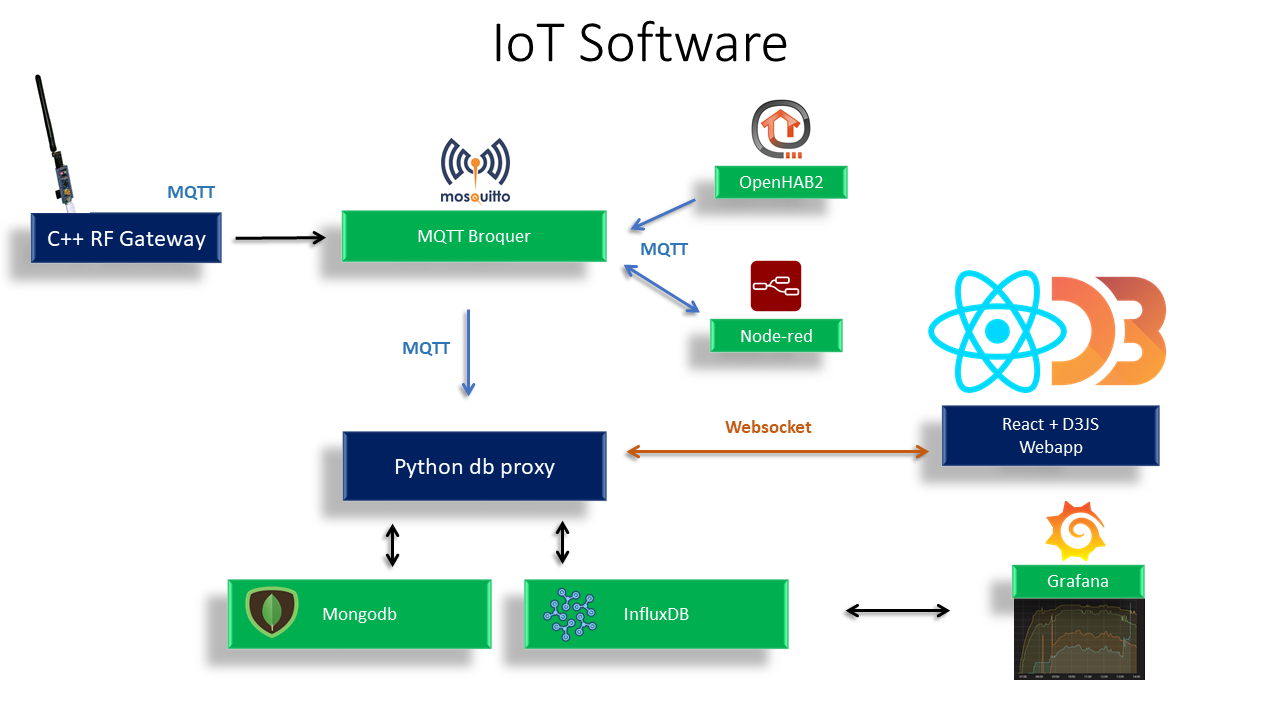 IoT Software
MQTT
C++ RF Gateway
mosquitto
MQTT Broquer
OpenHAB2
MQTT
Node-red
MQTT
Python db proxy
Websocket
D3
React + D3JS
Webapp
Mongodb
InfluxDB
Grafana